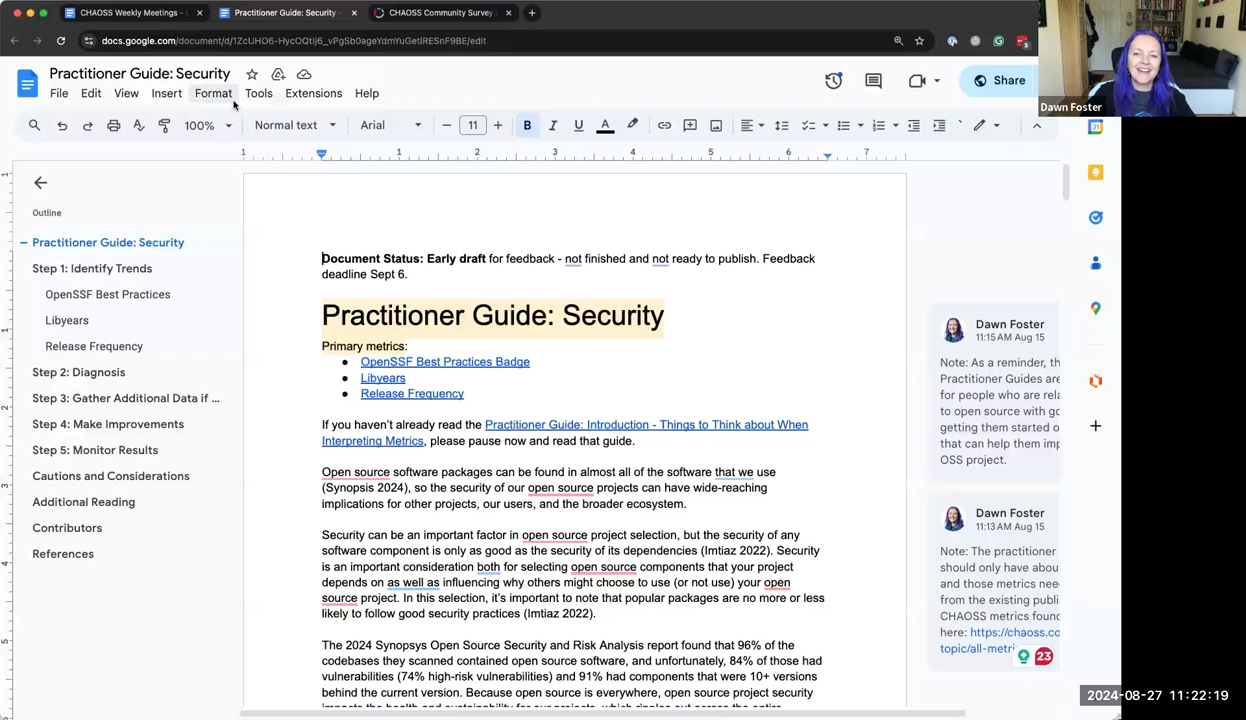 CHAOSS Weekly Meetings -
Practitioner Guide: Security -
CHAOSS Community Survey
docs.google.com/document/d/1ZcUHO6-HycOQtIj6_vPgSb0ageYdmYuGetIRESnF9BE/edit
3
Practitioner Guide: Security
File Edit View Insert Format Tools Extensions Help
Share
Dawn Foster
100% Normal text Arial 11 B I U A
1 1 2 3 4 5 6 7
Outline
Practitioner Guide: Security
Step 1: Identify Trends
OpenSSF Best Practices
Libyears
Release Frequency
Step 2: Diagnosis
Step 3: Gather Additional Data if ...
Step 4: Make Improvements
Step 5: Monitor Results
Cautions and Considerations
Additional Reading
Contributors
References
Document Status: Early draft for feedback - not finished and not ready to publish. Feedback
deadline Sept 6.
Practitioner Guide: Security
Primary metrics:
● OpenSSF Best Practices Badge
● Libyears
● Release Frequency
If you haven't already read the Practitioner Guide: Introduction - Things to Think about When
Interpreting Metrics, please pause now and read that guide.
Open source software packages can be found in almost all of the software that we use
(Synopsis 2024), so the security of our open source projects can have wide-reaching
implications for other projects, our users, and the broader ecosystem.
Security can be an important factor in open source project selection, but the security of any
software component is only as good as the security of its dependencies (Imtiaz 2022). Security
is an important consideration both for selecting open source components that your project
depends on as well as influencing why others might choose to use (or not use) your open
source project. In this selection, it's important to note that popular packages are no more or less
likely to follow good security practices (Imtiaz 2022).
The 2024 Synopsys Open Source Security and Risk Analysis report found that 96% of the
codebases they scanned contained open source software, and unfortunately, 84% of those had
vulnerabilities (74% high-risk vulnerabilities) and 91% had components that were 10+ versions
behind the current version. Because open source is everywhere, open source project security
Dawn Foster
11:15 AM Aug 15
Note: As a reminder, th
Practitioner Guides are
for people who are rela
to open source with go
getting them started o
that can help them imp
OSS project.
Dawn Foster
11:13 AM Aug 15
Note: The practitioner
should only have about
and those metrics nee
from the existing publi
CHAOSS metrics found
here: https://chaoss.co
topic/all-metri
23
2024-08-27 11:22:19